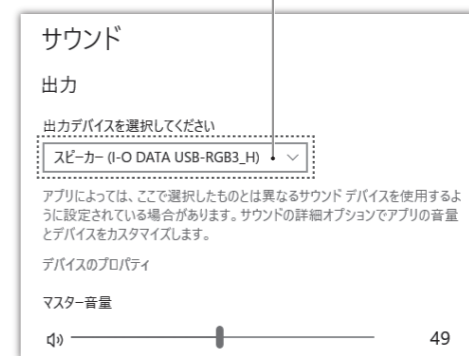 サウンド
出力
出力デバイスを選択してください
スピーカー (I-O DATA USB-RGB3_H)
アプリによっては、ここで選択したものとは異なるサウンド デバイスを使用するよ
うに設定されている場合があります。サウンドの詳細オプションでアプリの音量
とデバイスをカスタマイズします。
デバイスのプロパティ
マスター音量
49